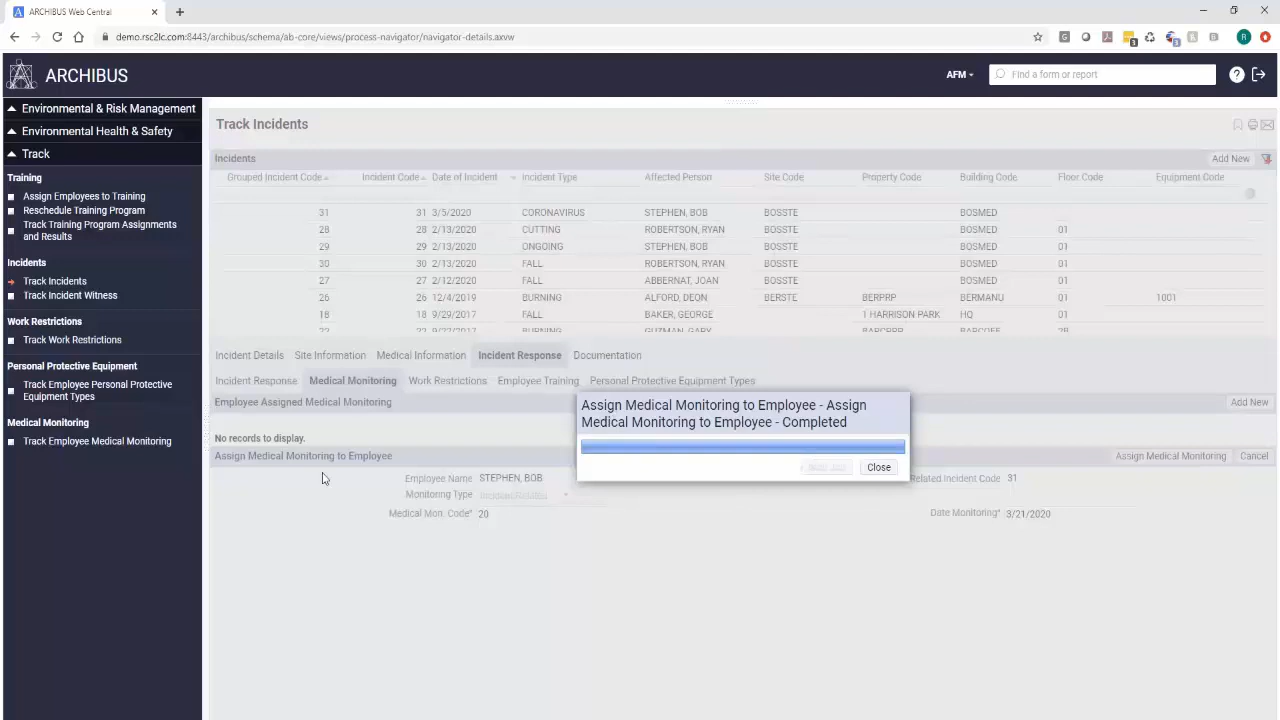 ARCHIBUS Web Central
demo.rsc2lc.com:8443/archibus/schema/ab-core/views/process-navigator/navigator-details.axvw
ARCHIBUS
AFM
Find a form or report
Environmental & Risk Management
Environmental Health & Safety
Track
Training
Assign Employees to Training
Reschedule Training Program
Track Training Program Assignments
and Results
Incidents
Track Incidents
Track Incident Witness
Work Restrictions
Track Work Restrictions
Personal Protective Equipment
Track Employee Personal Protective
Equipment Types
Medical Monitoring
Track Employee Medical Monitoring
Track Incidents
Incidents Add New
Grouped Incident Code Incident Code Date of Incident Incident Type Affected Person Site Code Property Code Building Code Floor Code Equipment Code
31 31 3/5/2020 CORONAVIRUS STEPHEN, BOB BOSSTE BOSMED
28 28 2/13/2020 CUTTING ROBERTSON, RYAN BOSSTE BOSMED 01
29 29 2/13/2020 ONGOING STEPHEN, BOB BOSSTE BOSMED 01
30 30 2/13/2020 FALL ROBERTSON, RYAN BOSSTE BOSMED 01
27 27 2/12/2020 FALL ABBERNAT, JOAN BOSSTE BOSMED 01
26 26 12/4/2019 BURNING ALFORD, DEON BERSTE BERPRP BERMANU 01 1001
18 18 9/29/2017 FALL BAKER, GEORGE 1 HARRISON PARK HQ 01
22 22 9/22/2017 BURNING GUZMAN, GARY
Incident Details Site Information Medical Information Incident Response Documentation
Incident Response Medical Monitoring Work Restrictions Employee Training Personal Protective Equipment Types
Employee Assigned Medical Monitoring Add New
No records to display.
Assign Medical Monitoring to Employee Assign Medical Monitoring Cancel
Employee Name STEPHEN, BOB Related Incident Code 31
Monitoring Type Incident Related
Medical Mon. Code* 20 Date Monitoring* 3/21/2020
Assign Medical Monitoring to Employee - Assign
Medical Monitoring to Employee - Completed
Close